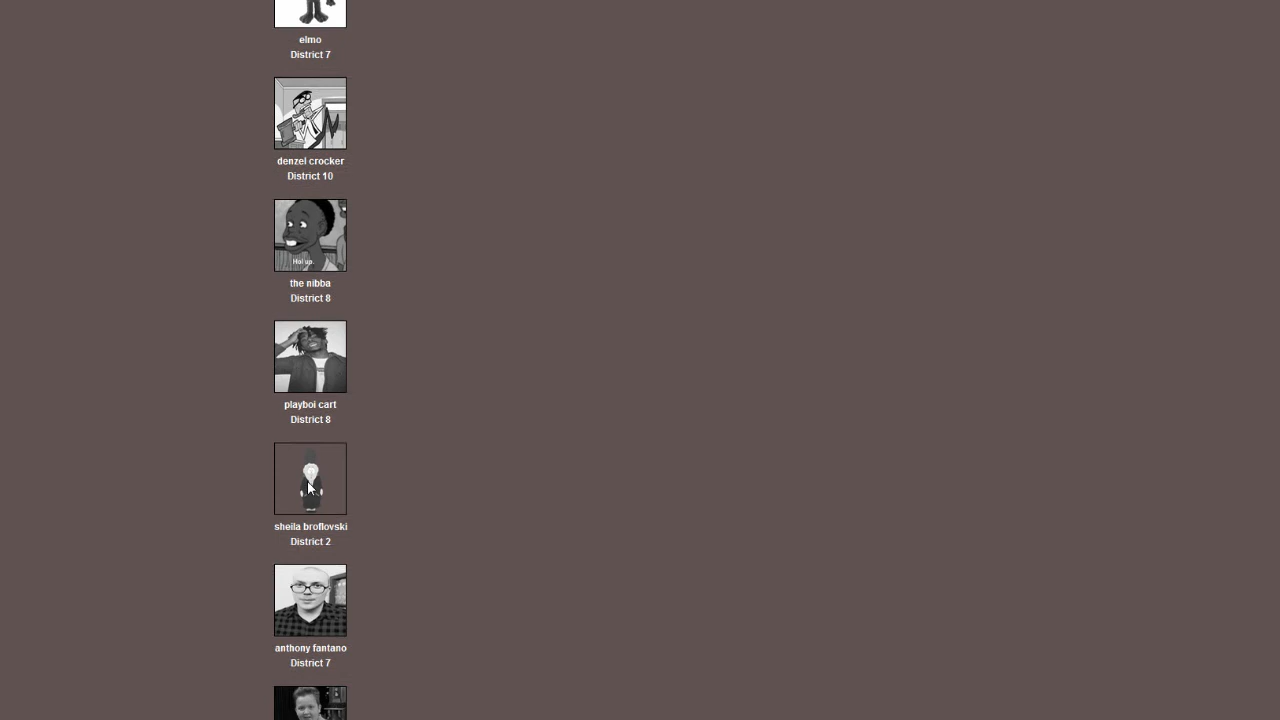 elmo
District 7
denzel crocker
District 10
Hol up.
the nibba
District 8
playboi cart
District 8
sheila broflovski
District 2
anthony fantano
District 7